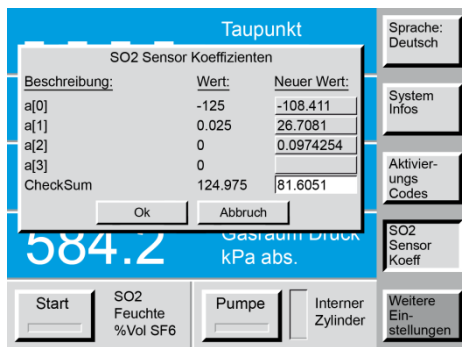 Taupunkt
SO2 Sensor Koeffizienten
Beschreibung: Wert: Neuer Wert:
a[0] -125 -108.411
a[1] 0.025 26.7081
a[2] 0 0.0974254
a[3] 0
CheckSum 124.975 81.6051
Ok Abbruch
584.2 Gasraum Druck
kPa abs.
Start
SO2
Feuchte
%Vol SF6
Pumpe
Interner
Zylinder
Sprache:
Deutsch
System
Infos
Aktivier-
ungs
Codes
SO2
Sensor
Koeff
Weitere
Ein-
stellungen